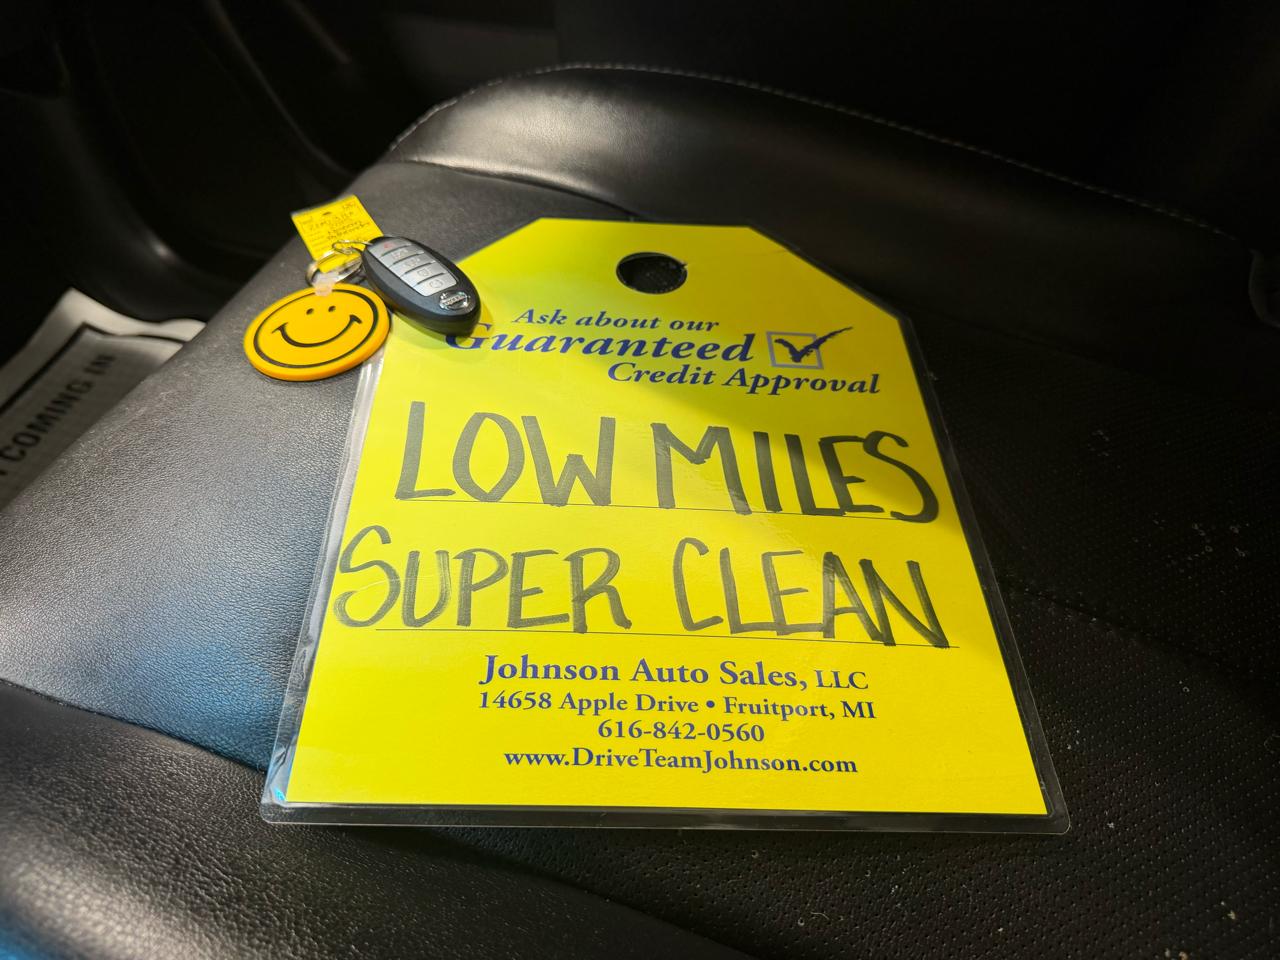 Ask about our
Guaranteed
Credit Approval
LOW MILES
SUPER CLEAN
Johnson Auto Sales, LLC
14658 Apple Drive • Fruitport, MI
616-842-0560
www.DriveTeamJohnson.com
COMING IN
NISSAN